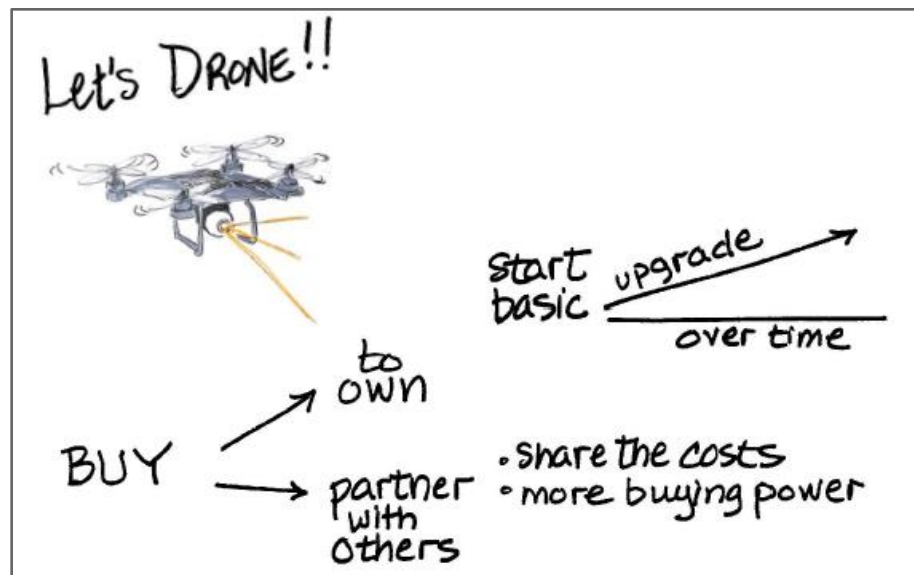 Let's DRONE!!
start
basic
upgrade
over time
to
own
BUY
partner
with
others
• share the costs
• more buying power